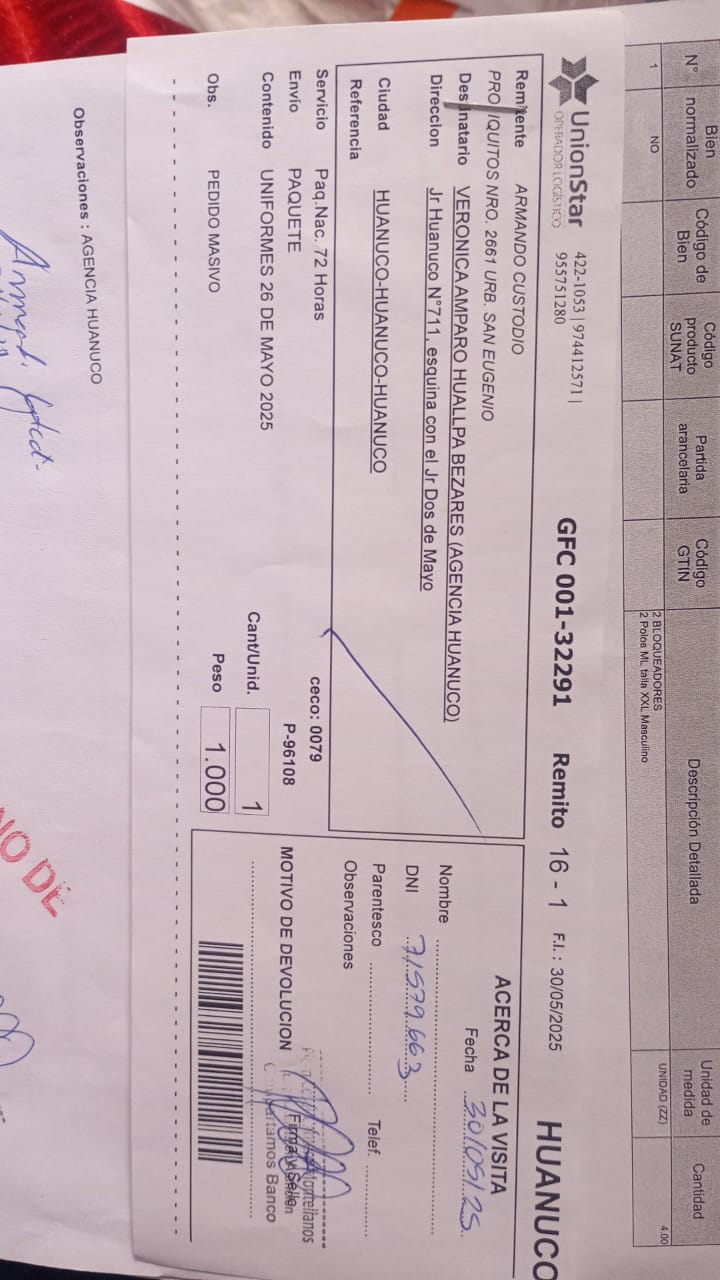 N°
Bien normalizado
Código de Bien
Código producto SUNAT
Partida arancelaria
Código GTIN
Descripción Detallada
Unidad de medida
Cantidad
1
NO
2 BLOQUEADORES
2 Polos ML talla XXL Masculino
UNIDAD (ZZ)
4.00
UnionStar
OPERADOR LOGÍSTICO
422-1053 | 974412571 |
955751280
GFC 001-32291 Remito 16 - 1 F.I.: 30/05/2025 HUANUCO
Remitente ARMANDO CUSTODIO
IQUITOS NRO. 2661 URB. SAN EUGENIO
Destinatario VERONICA AMPARO HUALLPA BEZARES (AGENCIA HUANUCO)
Direccion Jr Huanuco N°711, esquina con el Jr Dos de Mayo
Ciudad HUANUCO-HUANUCO-HUANUCO
Referencia
Servicio Paq.Nac. 72 Horas
ceco: 0079
Envío PAQUETE
P-96108
Contenido UNIFORMES 26 DE MAYO 2025
Cant/Unid. 1
Obs. PEDIDO MASIVO
Peso 1.000
ACERCA DE LA VISITA
Fecha 30/05/25
Nombre
DNI 71579663
Parentesco Telef.
Observaciones
MOTIVO DE DEVOLUCION
Firma y Sello
Banco
Observaciones : AGENCIA HUANUCO
NO DE